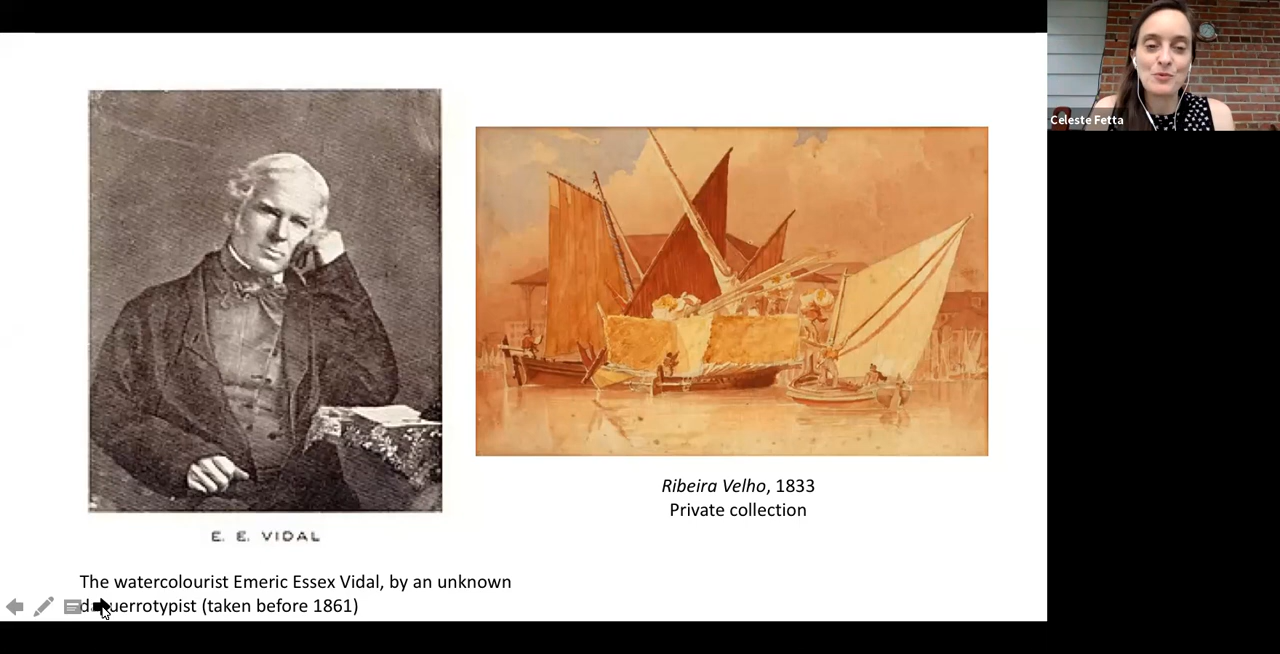 Celeste Fetta
Ribeira Velho, 1833
Private collection
E. E. VIDAL
The watercolourist Emeric Essex Vidal, by an unknown
daguerrotypist (taken before 1861)